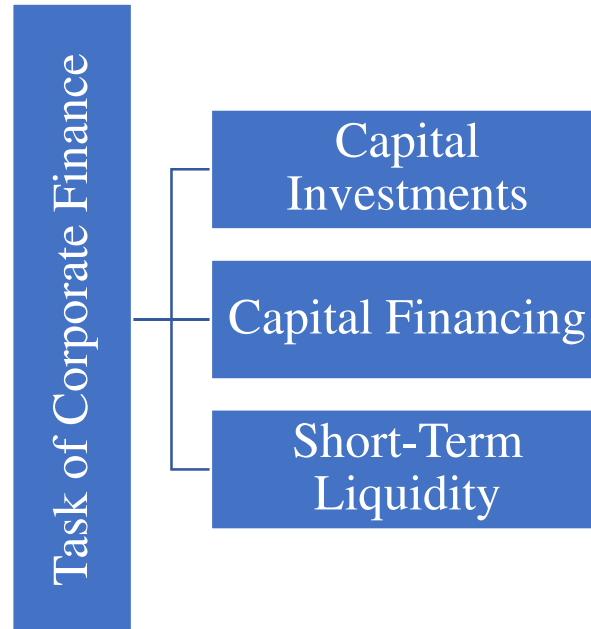 Task of Corporate Finance
Capital
Investments
Capital Financing
Short-Term
Liquidity